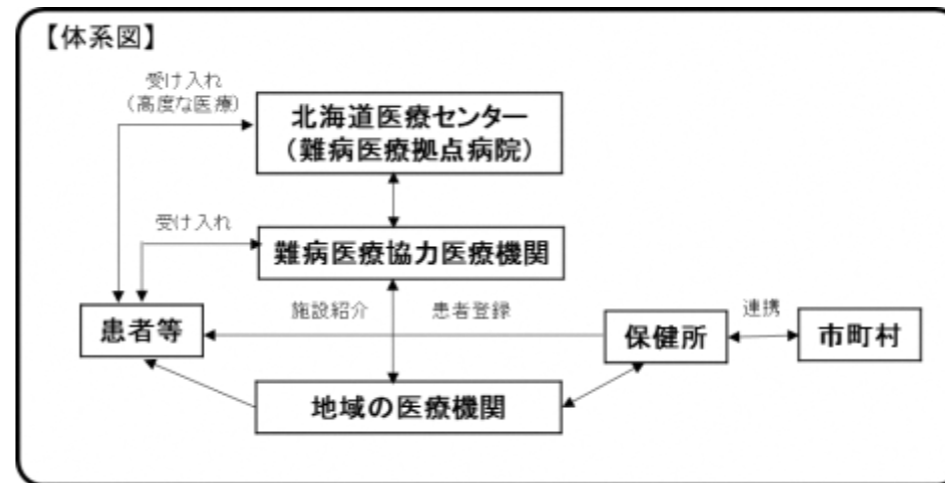 【体系図】
受け入れ
(高度な医療)
北海道医療センター
(難病医療拠点病院)
受け入れ
難病医療協力医療機関
施設紹介
患者登録
連携
患者等
保健所
市町村
地域の医療機関